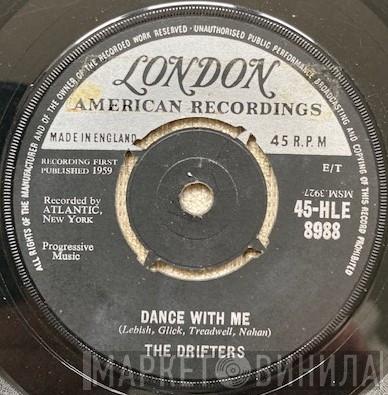 ALL RIGHTS OF THE MANUFACTURER AND OF THE OWNER OF THE RECORDED WORK RESERVED · UNAUTHORISED PUBLIC PERFORMANCE BROADCASTING AND COPYING OF THIS RECORD PROHIBITED
LONDON
AMERICAN RECORDINGS
MADE IN ENGLAND
45 R.P.M
RECORDING FIRST
PUBLISHED 1959
E/T
MSM.3927
Recorded by
ATLANTIC,
New York
45-HLE
8988
Progressive
Music
DANCE WITH ME
(Lebish, Glick, Treadwell, Nahan)
THE DRIFTERS
МАРКЕТ ВИНИЛА